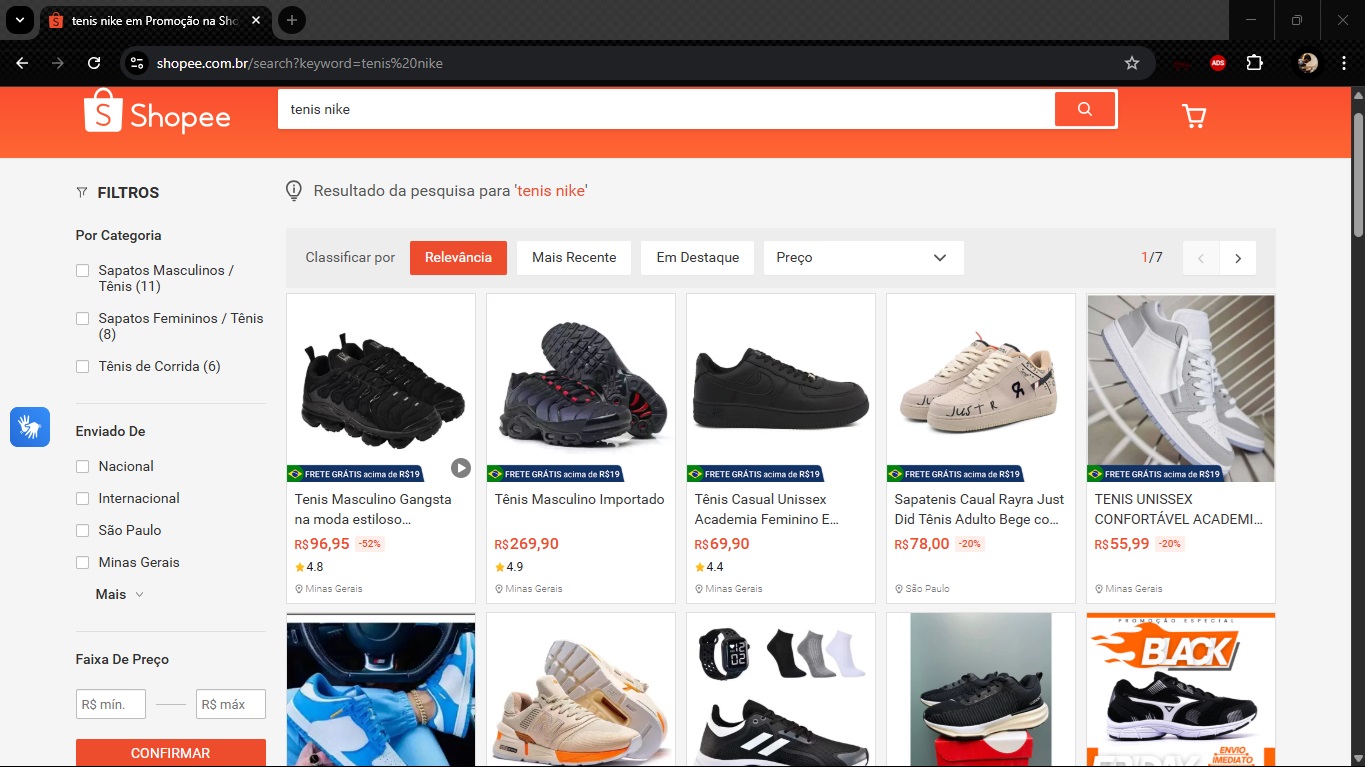 tenis nike em Promoção na Sho
shopee.com.br/search?keyword=tenis%20nike
ADS
S Shopee
tenis nike
FILTROS
Resultado da pesquisa para 'tenis nike'
Por Categoria
Sapatos Masculinos /
Tênis (11)
Sapatos Femininos / Tênis
(8)
Tênis de Corrida (6)
Enviado De
Nacional
Internacional
São Paulo
Minas Gerais
Mais
Faixa De Preço
R$ mín.
R$ máx
CONFIRMAR
Classificar por
Relevância
Mais Recente
Em Destaque
Preço
1/7
FRETE GRÁTIS acima de R$19
Tenis Masculino Gangsta
na moda estiloso...
R$96,95 -52%
4.8
Minas Gerais
FRETE GRÁTIS acima de R$19
Tênis Masculino Importado
R$269,90
4.9
Minas Gerais
FRETE GRÁTIS acima de R$19
Tênis Casual Unissex
Academia Feminino E...
R$69,90
4.4
Minas Gerais
JUST R
FRETE GRÁTIS acima de R$19
Sapatenis Caual Rayra Just
Did Tênis Adulto Bege co...
R$78,00 -20%
São Paulo
FRETE GRÁTIS acima de R$19
TENIS UNISSEX
CONFORTÁVEL ACADEMI...
R$55,99 -20%
Minas Gerais
02
PROMOÇÃO ESPECIAL
BLACK
FRIDAY
ENVIO
IMEDIATO